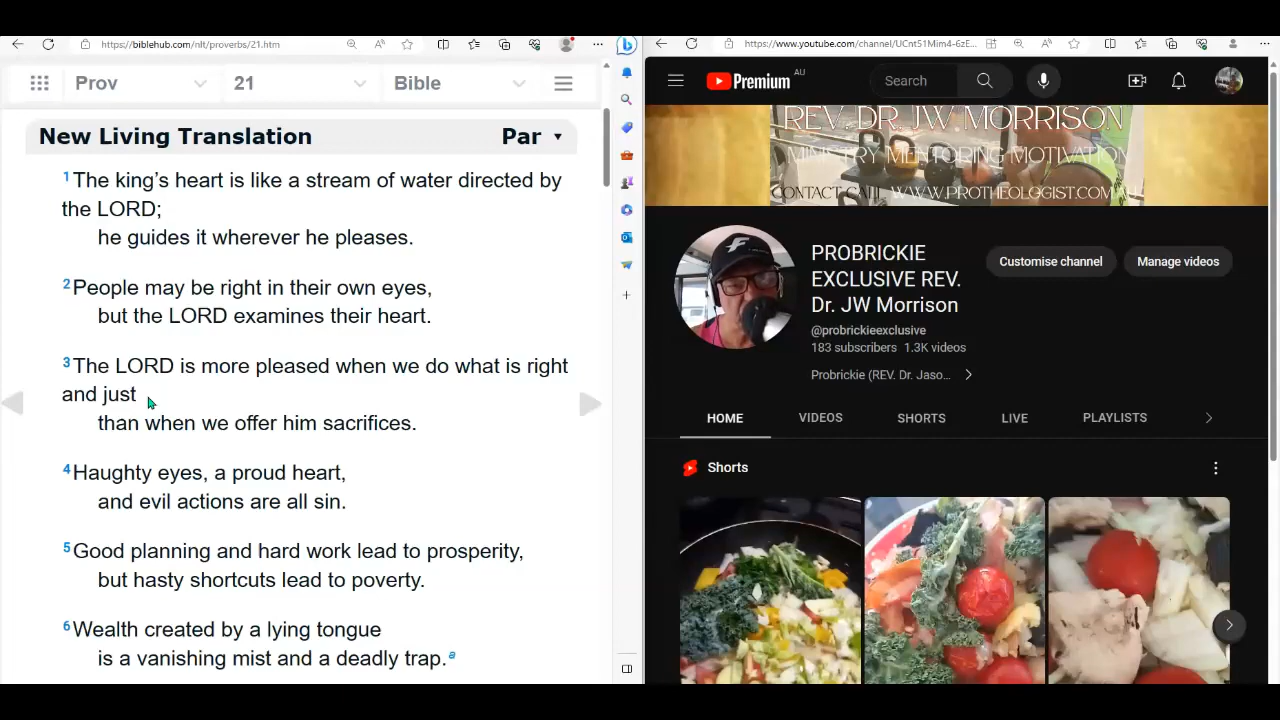 https://biblehub.com/nlt/proverbs/21.htm
Prov
21
Bible
New Living Translation
Par
1 The king's heart is like a stream of water directed by
the LORD;
he guides it wherever he pleases.
2 People may be right in their own eyes,
but the LORD examines their heart.
3 The LORD is more pleased when we do what is right
and just
than when we offer him sacrifices.
4 Haughty eyes, a proud heart,
and evil actions are all sin.
5 Good planning and hard work lead to prosperity,
but hasty shortcuts lead to poverty.
6 Wealth created by a lying tongue
is a vanishing mist and a deadly trap. a
https://www.youtube.com/channel/UCnt51Mim4-6zE...
Premium AU
Search
REV. DR. JW MORRISON
MINISTRY MENTORING MOTIVATION
CONTACT CALL WWW.PROTHEOLOGIST.COM
PROBRICKIE
EXCLUSIVE REV.
Dr. JW Morrison
@probrickieexclusive
183 subscribers 1.3K videos
Probrickie (REV. Dr. Jaso...
Customise channel
Manage videos
HOME
VIDEOS
SHORTS
LIVE
PLAYLISTS
Shorts